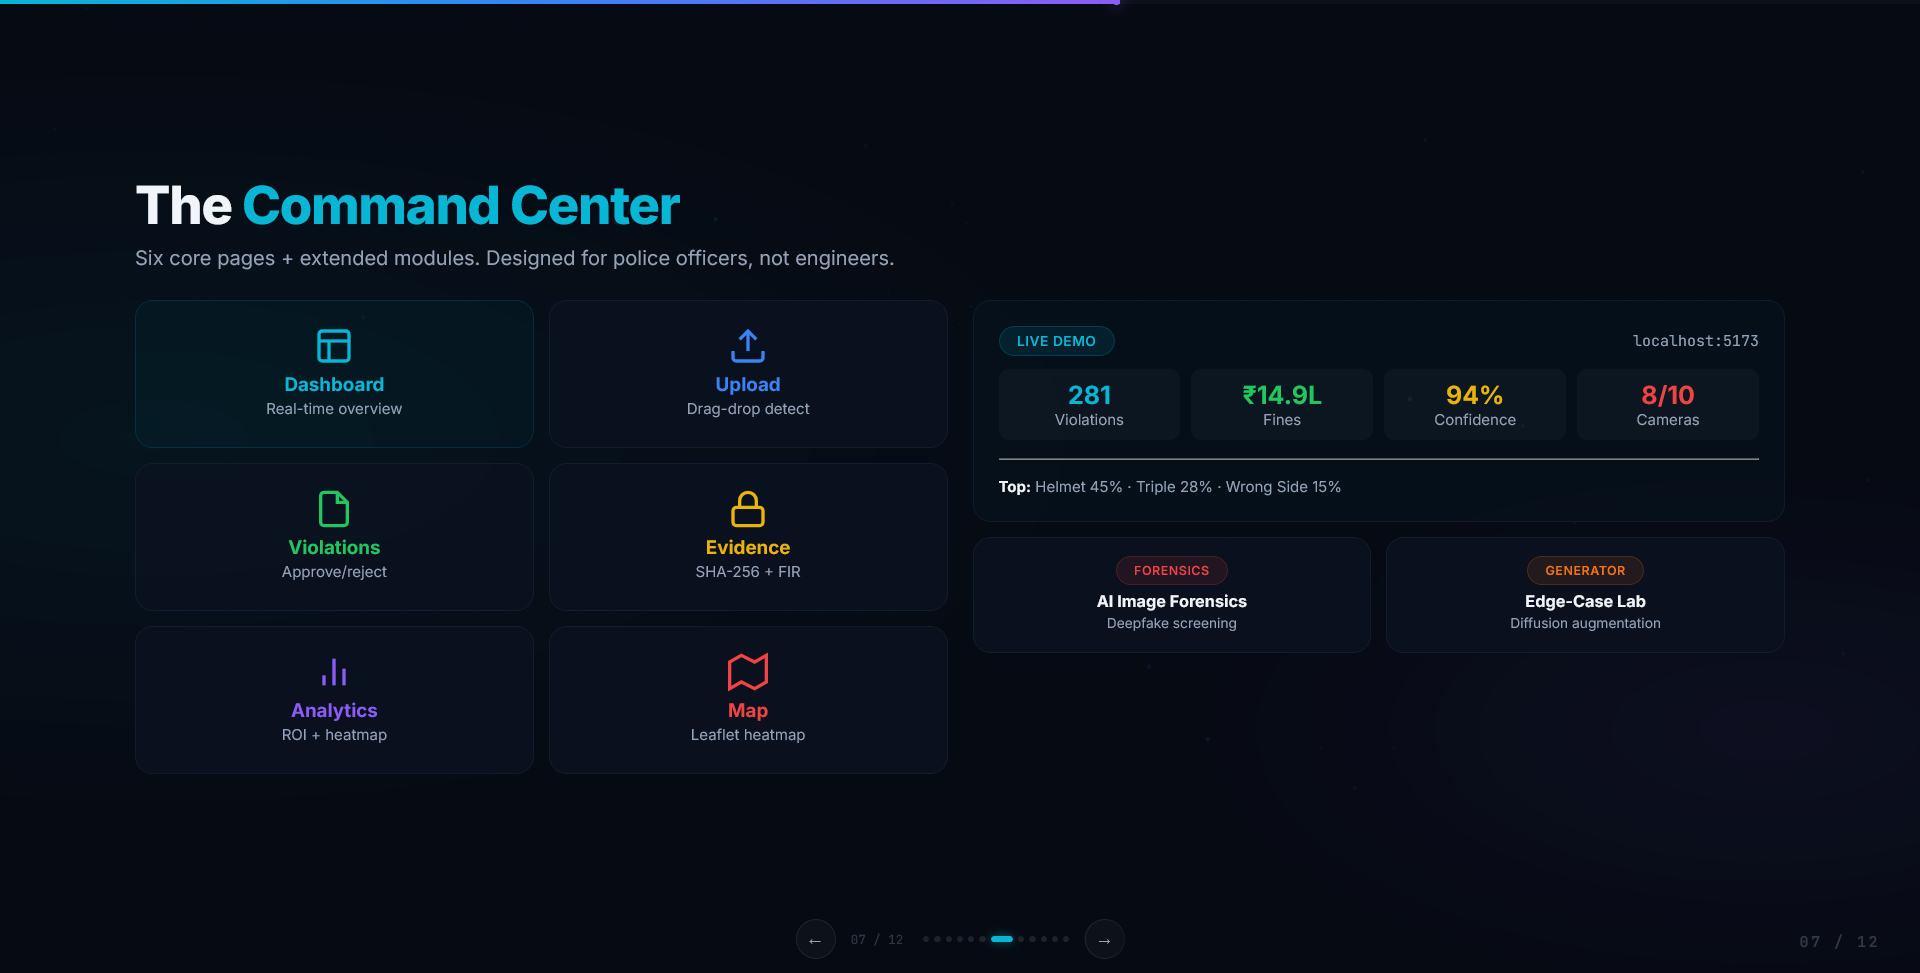 The Command Center
Six core pages + extended modules. Designed for police officers, not engineers.
Dashboard
Real-time overview
Upload
Drag-drop detect
Violations
Approve/reject
Evidence
SHA-256 + FIR
Analytics
ROI + heatmap
Map
Leaflet heatmap
LIVE DEMO
localhost:5173
281
Violations
₹14.9L
Fines
94%
Confidence
8/10
Cameras
Top: Helmet 45% · Triple 28% · Wrong Side 15%
FORENSICS
AI Image Forensics
Deepfake screening
GENERATOR
Edge-Case Lab
Diffusion augmentation
← 07 / 12 →
07 / 12